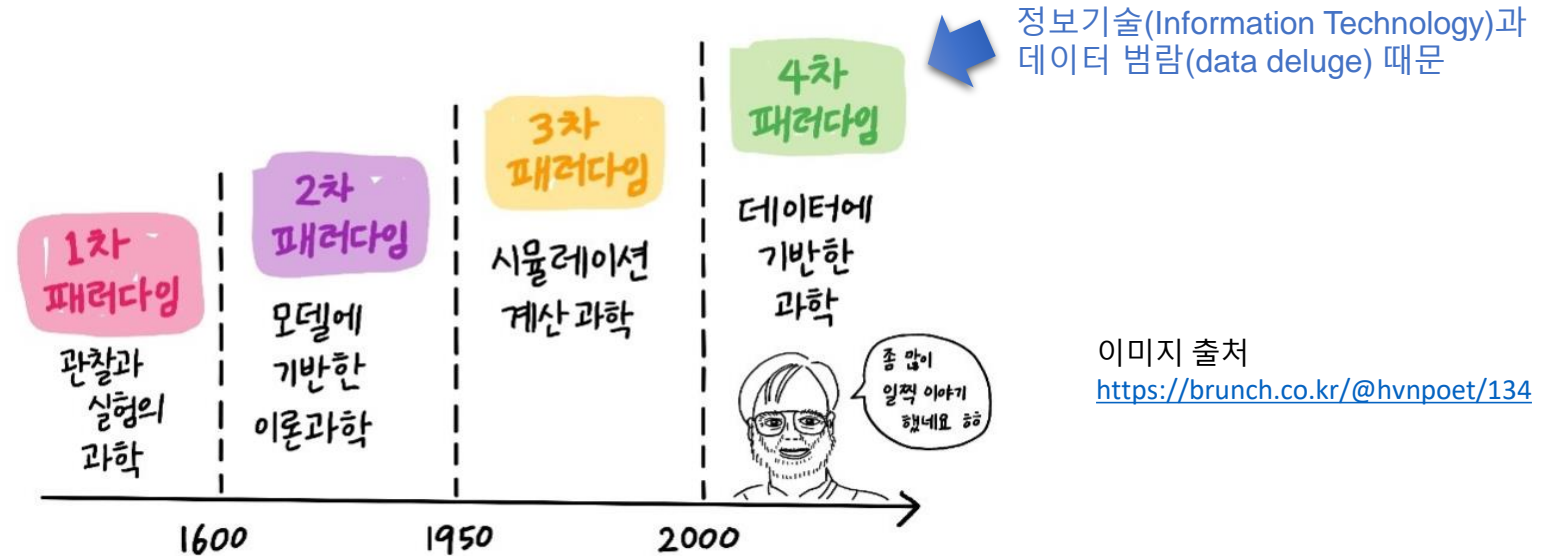 정보기술(Information Technology)과
데이터 범람(data deluge) 때문
1차
패러다임
관찰과
실험의
과학
2차
패러다임
모델에
기반한
이론과학
3차
패러다임
시뮬레이션
계산 과학
4차
패러다임
데이터에
기반한
과학
좀 많이
일찍 이야기
했네요 ㅎㅎ
1600
1950
2000
이미지 출처
https://brunch.co.kr/@hvnpoet/134